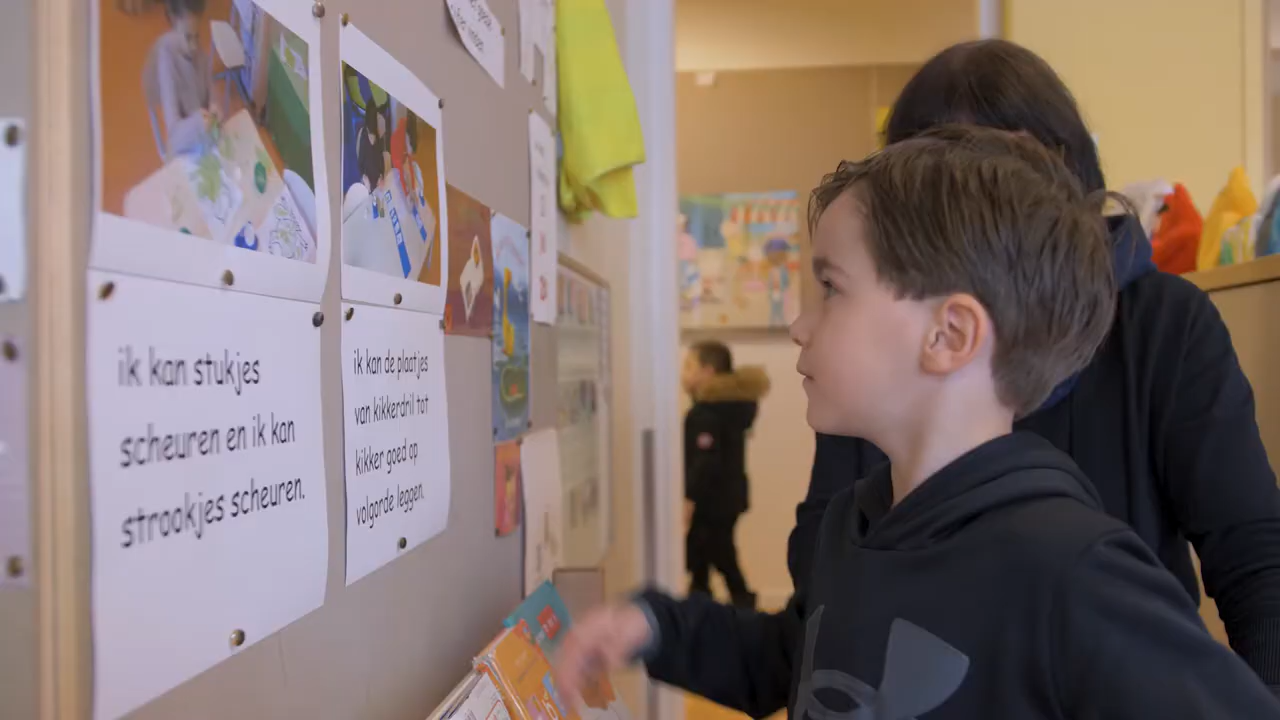 ik kan stukjes
scheuren en ik kan
strookjes scheuren.
ik kan de plaatjes
van kikkerdril tot
kikker goed op
volgorde leggen.